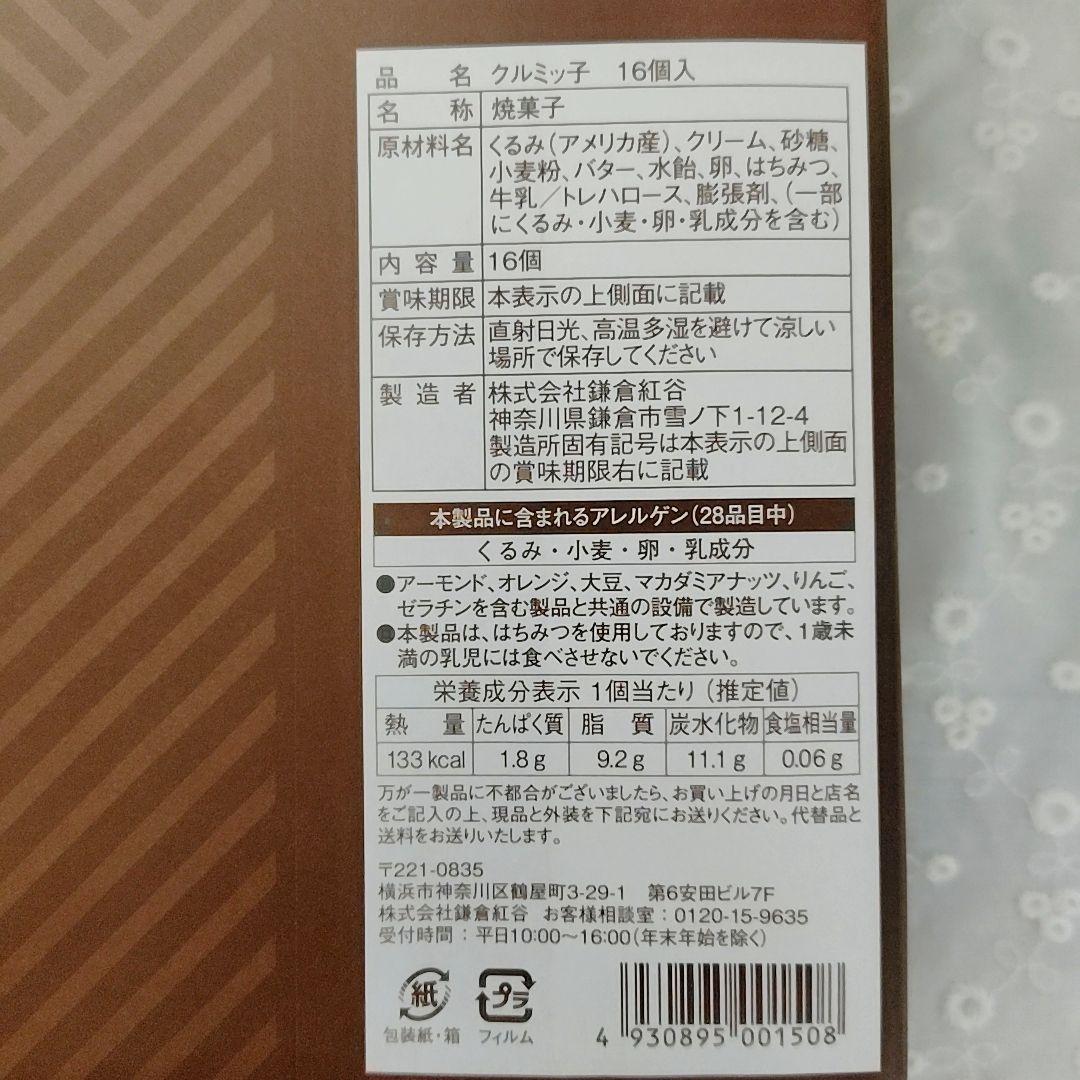 品名 クルミッ子 16個入
名称 焼菓子
原材料名 くるみ(アメリカ産)、クリーム、砂糖、
小麦粉、バター、水飴、卵、はちみつ、
牛乳／トレハロース、膨張剤、(一部
にくるみ・小麦・卵・乳成分を含む)
内容量 16個
賞味期限 本表示の上側面に記載
保存方法 直射日光、高温多湿を避けて涼しい
場所で保存してください
製造者 株式会社鎌倉紅谷
神奈川県鎌倉市雪ノ下1-12-4
製造所固有記号は本表示の上側面
の賞味期限右に記載
本製品に含まれるアレルゲン(28品目中)
くるみ・小麦・卵・乳成分
●アーモンド、オレンジ、大豆、マカダミアナッツ、りんご、
ゼラチンを含む製品と共通の設備で製造しています。
●本製品は、はちみつを使用しておりますので、1歳未
満の乳児には食べさせないでください。
栄養成分表示 1個当たり (推定値)
熱量 たんぱく質 脂質 炭水化物 食塩相当量
133kcal 1.8g 9.2g 11.1g 0.06g
万が一製品に不都合がございましたら、お買い上げの月日と店名
をご記入の上、現品と外装を下記宛にお送りください。代替品と
送料をお送りいたします。
〒221-0835
横浜市神奈川区鶴屋町3-29-1 第6安田ビル7F
株式会社鎌倉紅谷 お客様相談室：0120-15-9635
受付時間：平日10:00〜16:00(年末年始を除く)
紙 プラ
包装紙・箱 フィルム
4 930895 001508